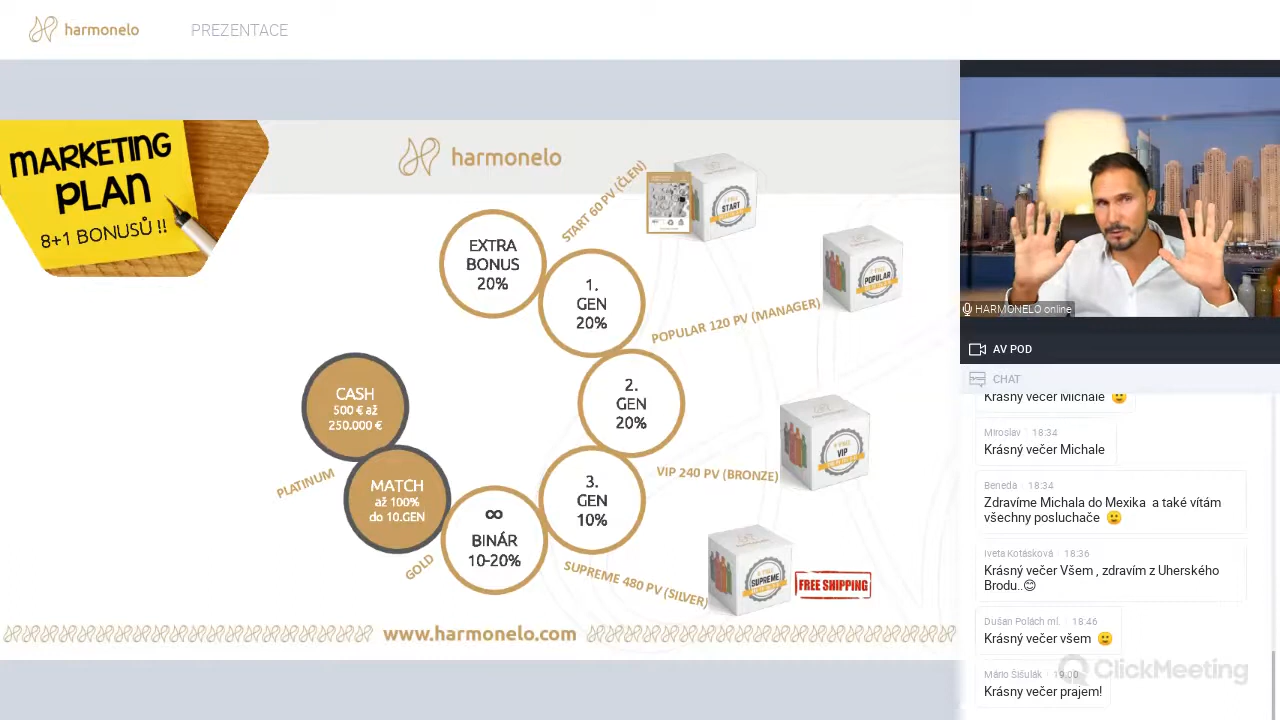 harmonelo
PREZENTACE
MARKETING
PLAN
8+1 BONUSŮ !!
harmonelo
START 60 PV (ČLEN)
START
EXTRA
BONUS
20%
1.
GEN
20%
POPULAR 120 PV (MANAGER)
POPULAR
2.
GEN
20%
CASH
500 € až
250.000 €
VIP 240 PV (BRONZE)
VIP
3.
GEN
10%
PLATINUM
MATCH
až 100%
do 10.GEN
∞
BINÁR
10-20%
GOLD
SUPREME 480 PV (SILVER)
SUPREME
FREE SHIPPING
www.harmonelo.com
HARMONELO online
AV POD
CHAT
Krásný večer Michale 🙂
Miroslav 18:34
Krásný večer Michale
Beneda 18:34
Zdravíme Michala do Mexika a také vítám
všechny posluchače 🙂
Iveta Kotásková 18:36
Krásný večer Všem , zdravím z Uherského
Brodu..😊
Dušan Polách ml. 18:46
Krásný večer všem 🙂
Mário Šišulák 19:00
Krásny večer prajem!
ClickMeeting